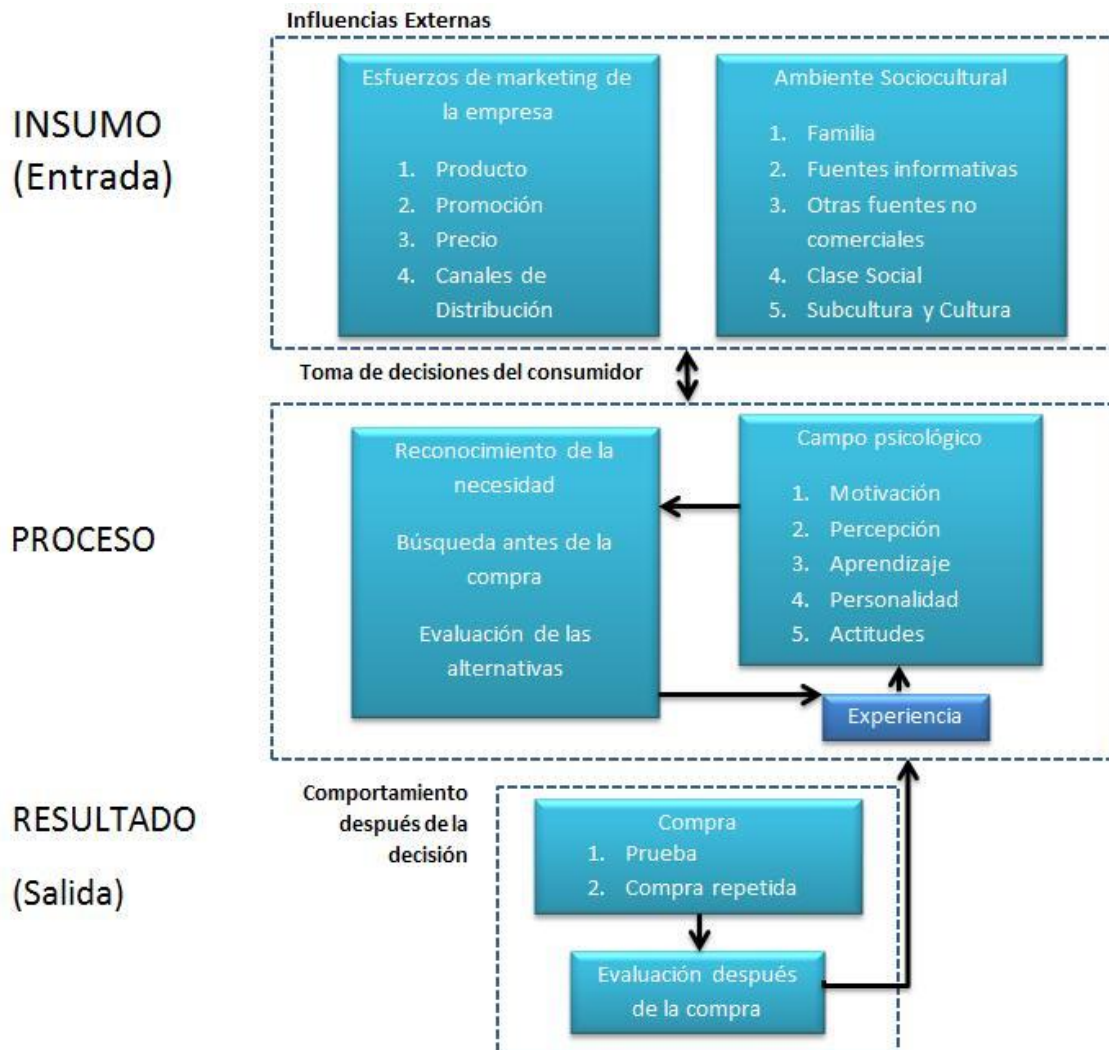 Influencias Externas
INSUMO
(Entrada)
Esfuerzos de marketing de
la empresa
1. Producto
2. Promoción
3. Precio
4. Canales de
Distribución
Ambiente Sociocultural
1. Familia
2. Fuentes informativas
3. Otras fuentes no
comerciales
4. Clase Social
5. Subcultura y Cultura
Toma de decisiones del consumidor
PROCESO
Reconocimiento de la
necesidad
Búsqueda antes de la
compra
Evaluación de las
alternativas
Campo psicológico
1. Motivación
2. Percepción
3. Aprendizaje
4. Personalidad
5. Actitudes
Experiencia
RESULTADO
(Salida)
Comportamiento
después de la
decisión
Compra
1. Prueba
2. Compra repetida
Evaluación después
de la compra